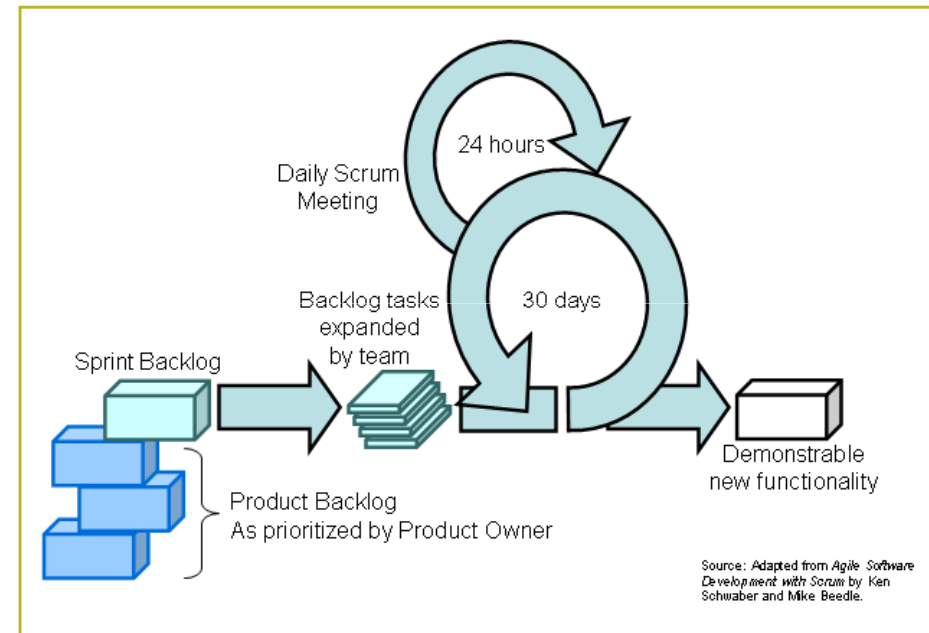 24 hours
Daily Scrum
Meeting
Backlog tasks
expanded
by team
30 days
Sprint Backlog
Demonstrable
new functionality
Product Backlog
As prioritized by Product Owner
Source: Adapted from Agile Software
Development with Scrum by Ken
Schwaber and Mike Beedle.